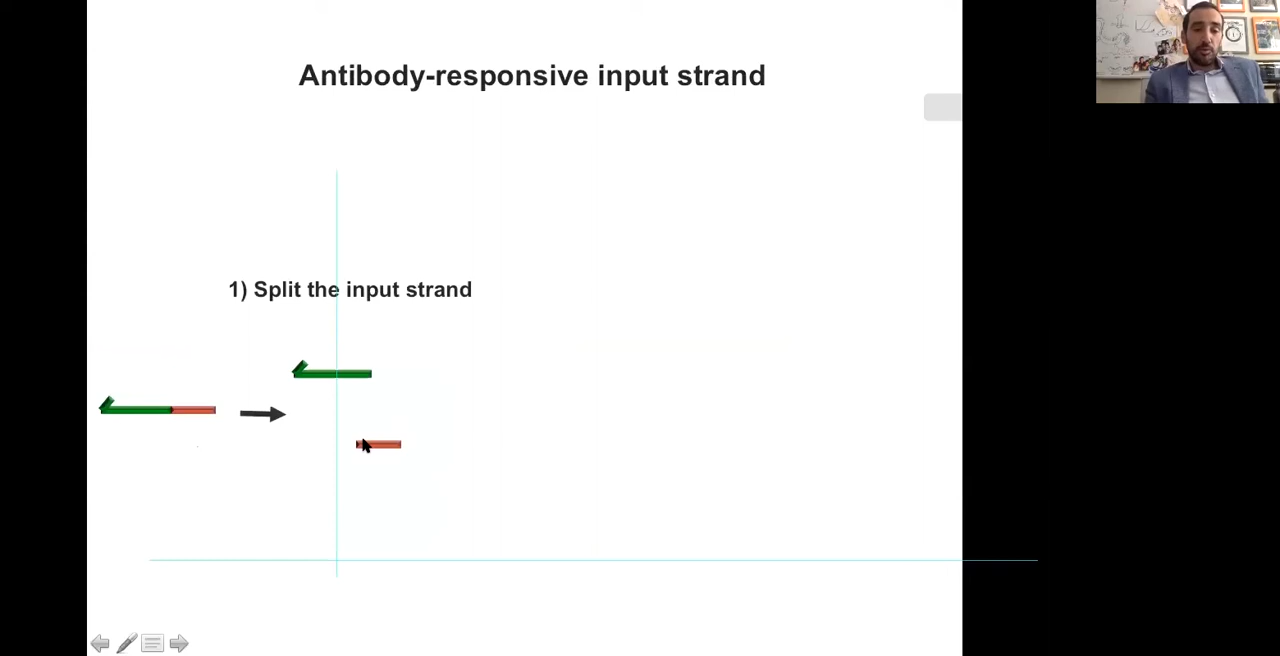 Antibody-responsive input strand
1) Split the input strand